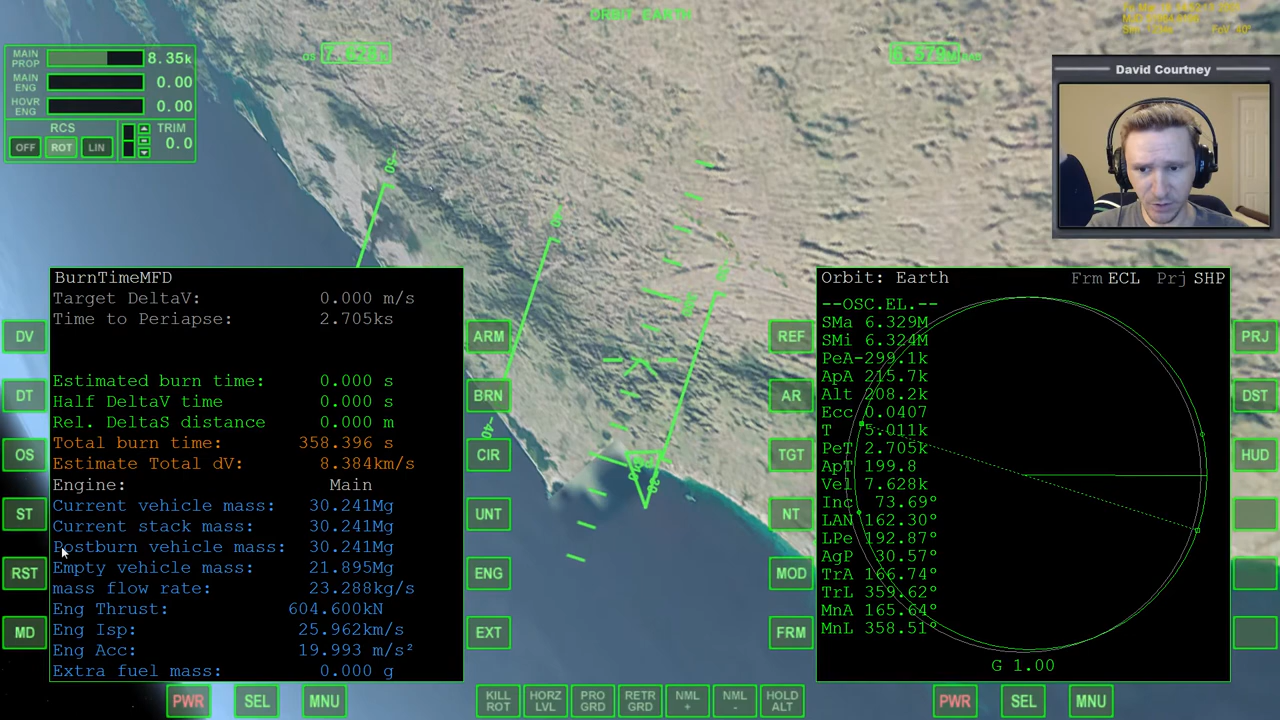 ORBIT EARTH
MAIN PROP 8.35k
MAIN ENG 0.00
HOVR ENG 0.00
RCS
TRIM
0.0
OFF ROT LIN
OS
David Courtney
BurnTimeMFD
Target DeltaV: 0.000 m/s
Time to Periapse: 2.705ks
Estimated burn time: 0.000 s
Half DeltaV time 0.000 s
Rel. DeltaS distance 0.000 m
Total burn time: 358.396 s
Estimate Total dV: 8.384km/s
Engine: Main
Current vehicle mass: 30.241Mg
Current stack mass: 30.241Mg
Postburn vehicle mass: 30.241Mg
Empty vehicle mass: 21.895Mg
mass flow rate: 23.288kg/s
Eng Thrust: 604.600kN
Eng Isp: 25.962km/s
Eng Acc: 19.993 m/s²
Extra fuel mass: 0.000 g
DV
DT
OS
ST
RST
MD
ARM
BRN
CIR
UNT
ENG
EXT
PWR SEL MNU
KILL ROT
HORZ LVL
PRO GRD
RETR GRD
NML +
NML -
HOLD ALT
Orbit: Earth Frm ECL Prj SHP
--OSC.EL.--
SMa 6.329M
SMi 6.324M
PeA-299.1k
ApA 215.7k
Alt 208.2k
Ecc 0.0407
T 5.011k
PeT 2.705k
ApT 199.8
Vel 7.628k
Inc 73.69°
LAN 162.30°
LPe 192.87°
AgP 30.57°
TrA 166.74°
TrL 359.62°
MnA 165.64°
MnL 358.51°
G 1.00
REF
AR
TGT
NT
MOD
FRM
PRJ
DST
HUD
PWR SEL MNU